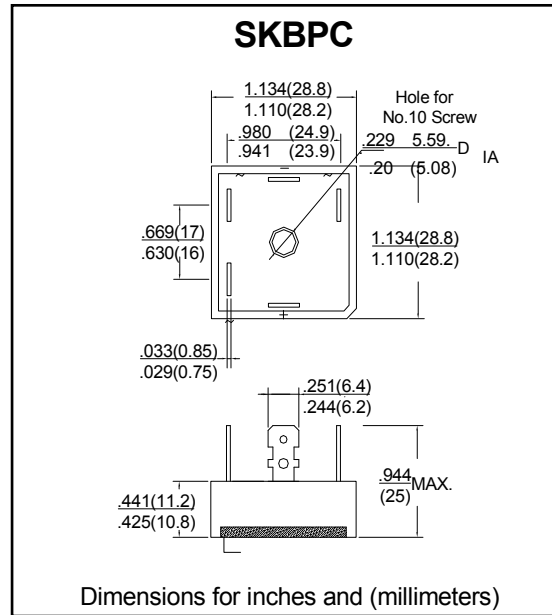 SKBPC
1.134(28.8)
1.110(28.2)
Hole for
No.10 Screw
.980 (24.9)
.941 (23.9)
.229 5.59.
.20 (5.08)
D
IA
~ − ~
.669(17)
.630(16)
1.134(28.8)
1.110(28.2)
~ +
.033(0.85)
.029(0.75)
.251(6.4)
.244(6.2)
.944
(25)
MAX.
.441(11.2)
.425(10.8)
Dimensions for inches and (millimeters)